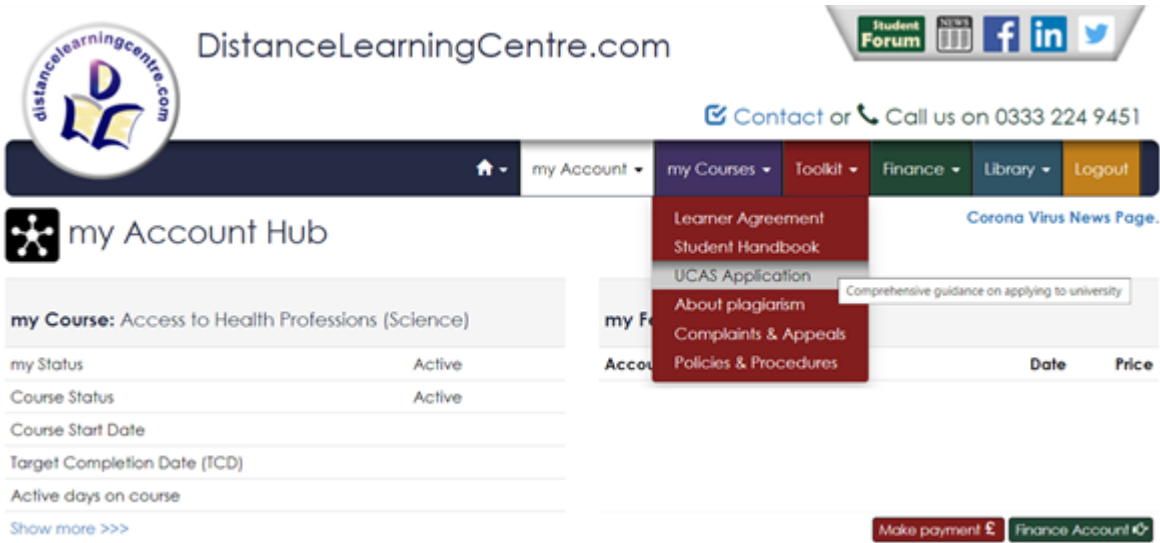 distancelearningcentre.com
D
DistanceLearningCentre.com
Student
Forum
NEWS
f
in
Contact or Call us on 0333 224 9451
my Account
my Courses
Toolkit
Finance
Library
Logout
my Account Hub
Learner Agreement
Student Handbook
UCAS Application
About plagiarism
Complaints & Appeals
Policies & Procedures
Comprehensive guidance on applying to university
Corona Virus News Page.
my Course: Access to Health Professions (Science)
my Status Active
Course Status Active
Course Start Date
Target Completion Date (TCD)
Active days on course
Show more >>>
my F
Accou
Date Price
Make payment £
Finance Account